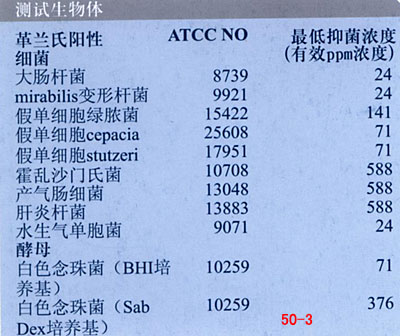 测试生物体
革兰氏阳性 ATCC NO 最低抑菌浓度
细菌 (有效ppm浓度)
大肠杆菌 8739 24
mirabilis变形杆菌 9921 24
假单细胞绿脓菌 15422 141
假单细胞cepacia 25608 71
假单细胞stutzeri 17951 71
霍乱沙门氏菌 10708 588
产气肠细菌 13048 588
肝炎杆菌 13883 588
水生气单胞菌 9071 24
酵母
白色念珠菌（BHI培 10259 71
养基）
白色念珠菌（Sab 10259 376
Dex培养基）
50-3